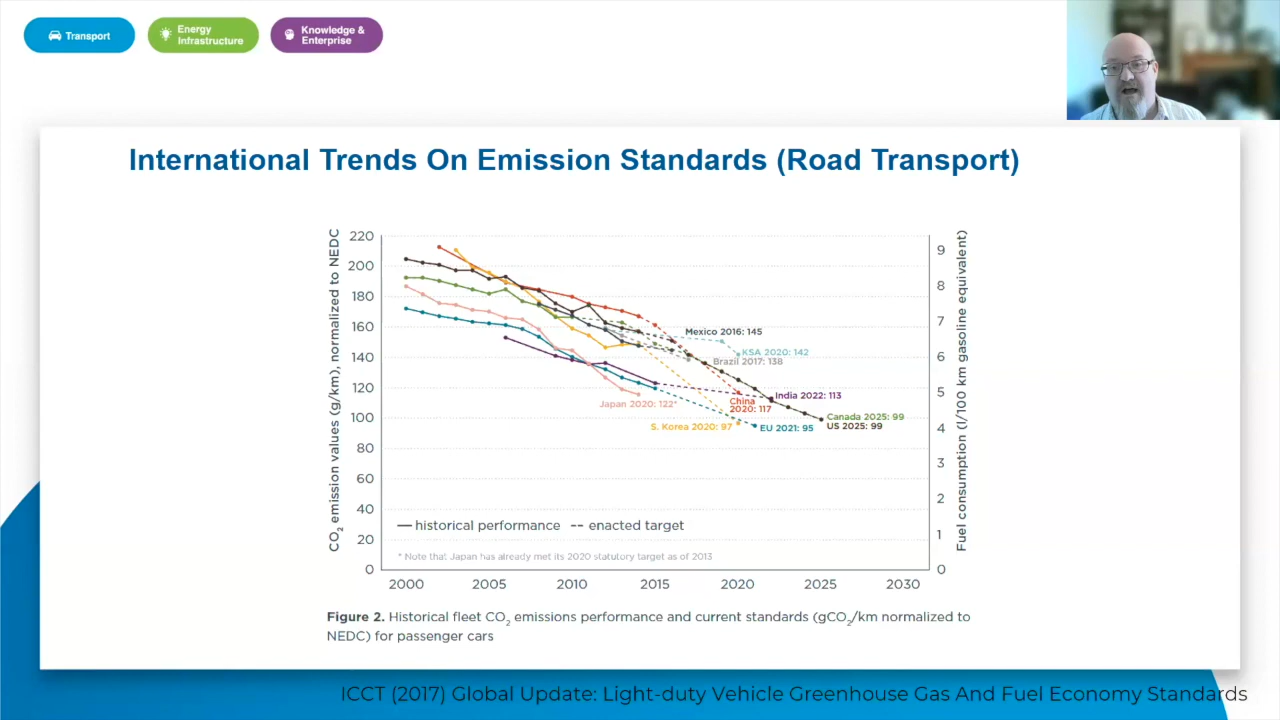 Transport
Energy
Infrastructure
Knowledge &
Enterprise
International Trends On Emission Standards (Road Transport)
CO2 emission values (g/km), normalized to NEDC
220
200
180
160
140
120
100
80
60
40
20
0
9
8
7
6
5
4
3
2
1
0
Fuel consumption (l/100 km gasoline equivalent)
Mexico 2016: 145
KSA 2020: 142
Brazil 2017: 138
India 2022: 113
China
2020: 117
Japan 2020: 122*
Canada 2025: 99
US 2025: 99
S. Korea 2020: 97
EU 2021: 95
historical performance
enacted target
* Note that Japan has already met its 2020 statutory target as of 2013
2000 2005 2010 2015 2020 2025 2030
Figure 2. Historical fleet CO2 emissions performance and current standards (gCO2/km normalized to
NEDC) for passenger cars
ICCT (2017) Global Update: Light-duty Vehicle Greenhouse Gas And Fuel Economy Standards